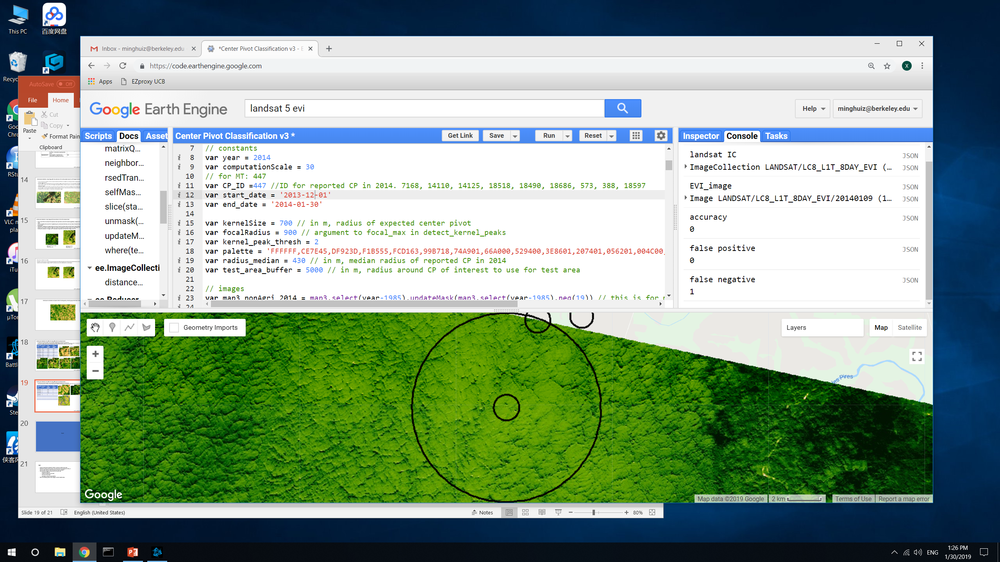 This PC
百度网盘
Inbox - minghuiz@berkeley.edu
*Center Pivot Classification v3 - E
https://code.earthengine.google.com
X
Apps
EZproxy UCB
Google Earth Engine
landsat 5 evi
Help
minghuiz@berkeley.edu
AutoSave
Off
File
Home
Cut
Copy
Paste
Format Pain
Clipboard
Scripts
Docs
Asset
matrixQ...
neighbor...
rsedTran...
selfMas...
slice(sta...
unmask(...
updateM...
where(te...
ee.ImageCollecti
distance...
ee.Reducer
Center Pivot Classification v3 *
Get Link
Save
Run
Reset
7 // constants
i 8 var year = 2014
i 9 var computationScale = 30
10 // for MT: 447
i 11 var CP_ID =447 //ID for reported CP in 2014. 7168, 14110, 14125, 18518, 18490, 18686, 573, 388, 18597
i 12 var start_date = '2013-12-01'
i 13 var end_date = '2014-01-30'
14
i 15 var kernelSize = 700 // in m, radius of expected center pivot
i 16 var focalRadius = 900 // argument to focal_max in detect_kernel_peaks
i 17 var kernel_peak_thresh = 2
18 var palette = 'FFFFFF,CE7E45,DF923D,F1B555,FCD163,99B718,74A901,66A000,529400,3E8601,207401,056201,004C00,
i 19 var radius_median = 430 // in m, median radius of reported CP in 2014
i 20 var test_area_buffer = 5000 // in m, radius around CP of interest to use for test area
21
22 // images
i 23 var map3_nonAgri_2014 = map3.select(year-1985).updateMask(map3.select(year-1985).neq(19)) // this is for
i 24
Inspector
Console
Tasks
landsat IC JSON
ImageCollection LANDSAT/LC8_L1T_8DAY_EVI (... JSON
EVI_image JSON
Image LANDSAT/LC8_L1T_8DAY_EVI/20140109 (1... JSON
accuracy JSON
0
false positive JSON
0
false negative JSON
1
Geometry Imports
Layers
Map
Satellite
+
−
les Pires
Google
Map data ©2019 Google
2 km
Terms of Use
Report a map error
14
15
16
17
18
19
20
21
Slide 19 of 21
English (United States)
Notes
80%
ENG
1:26 PM
1/30/2019